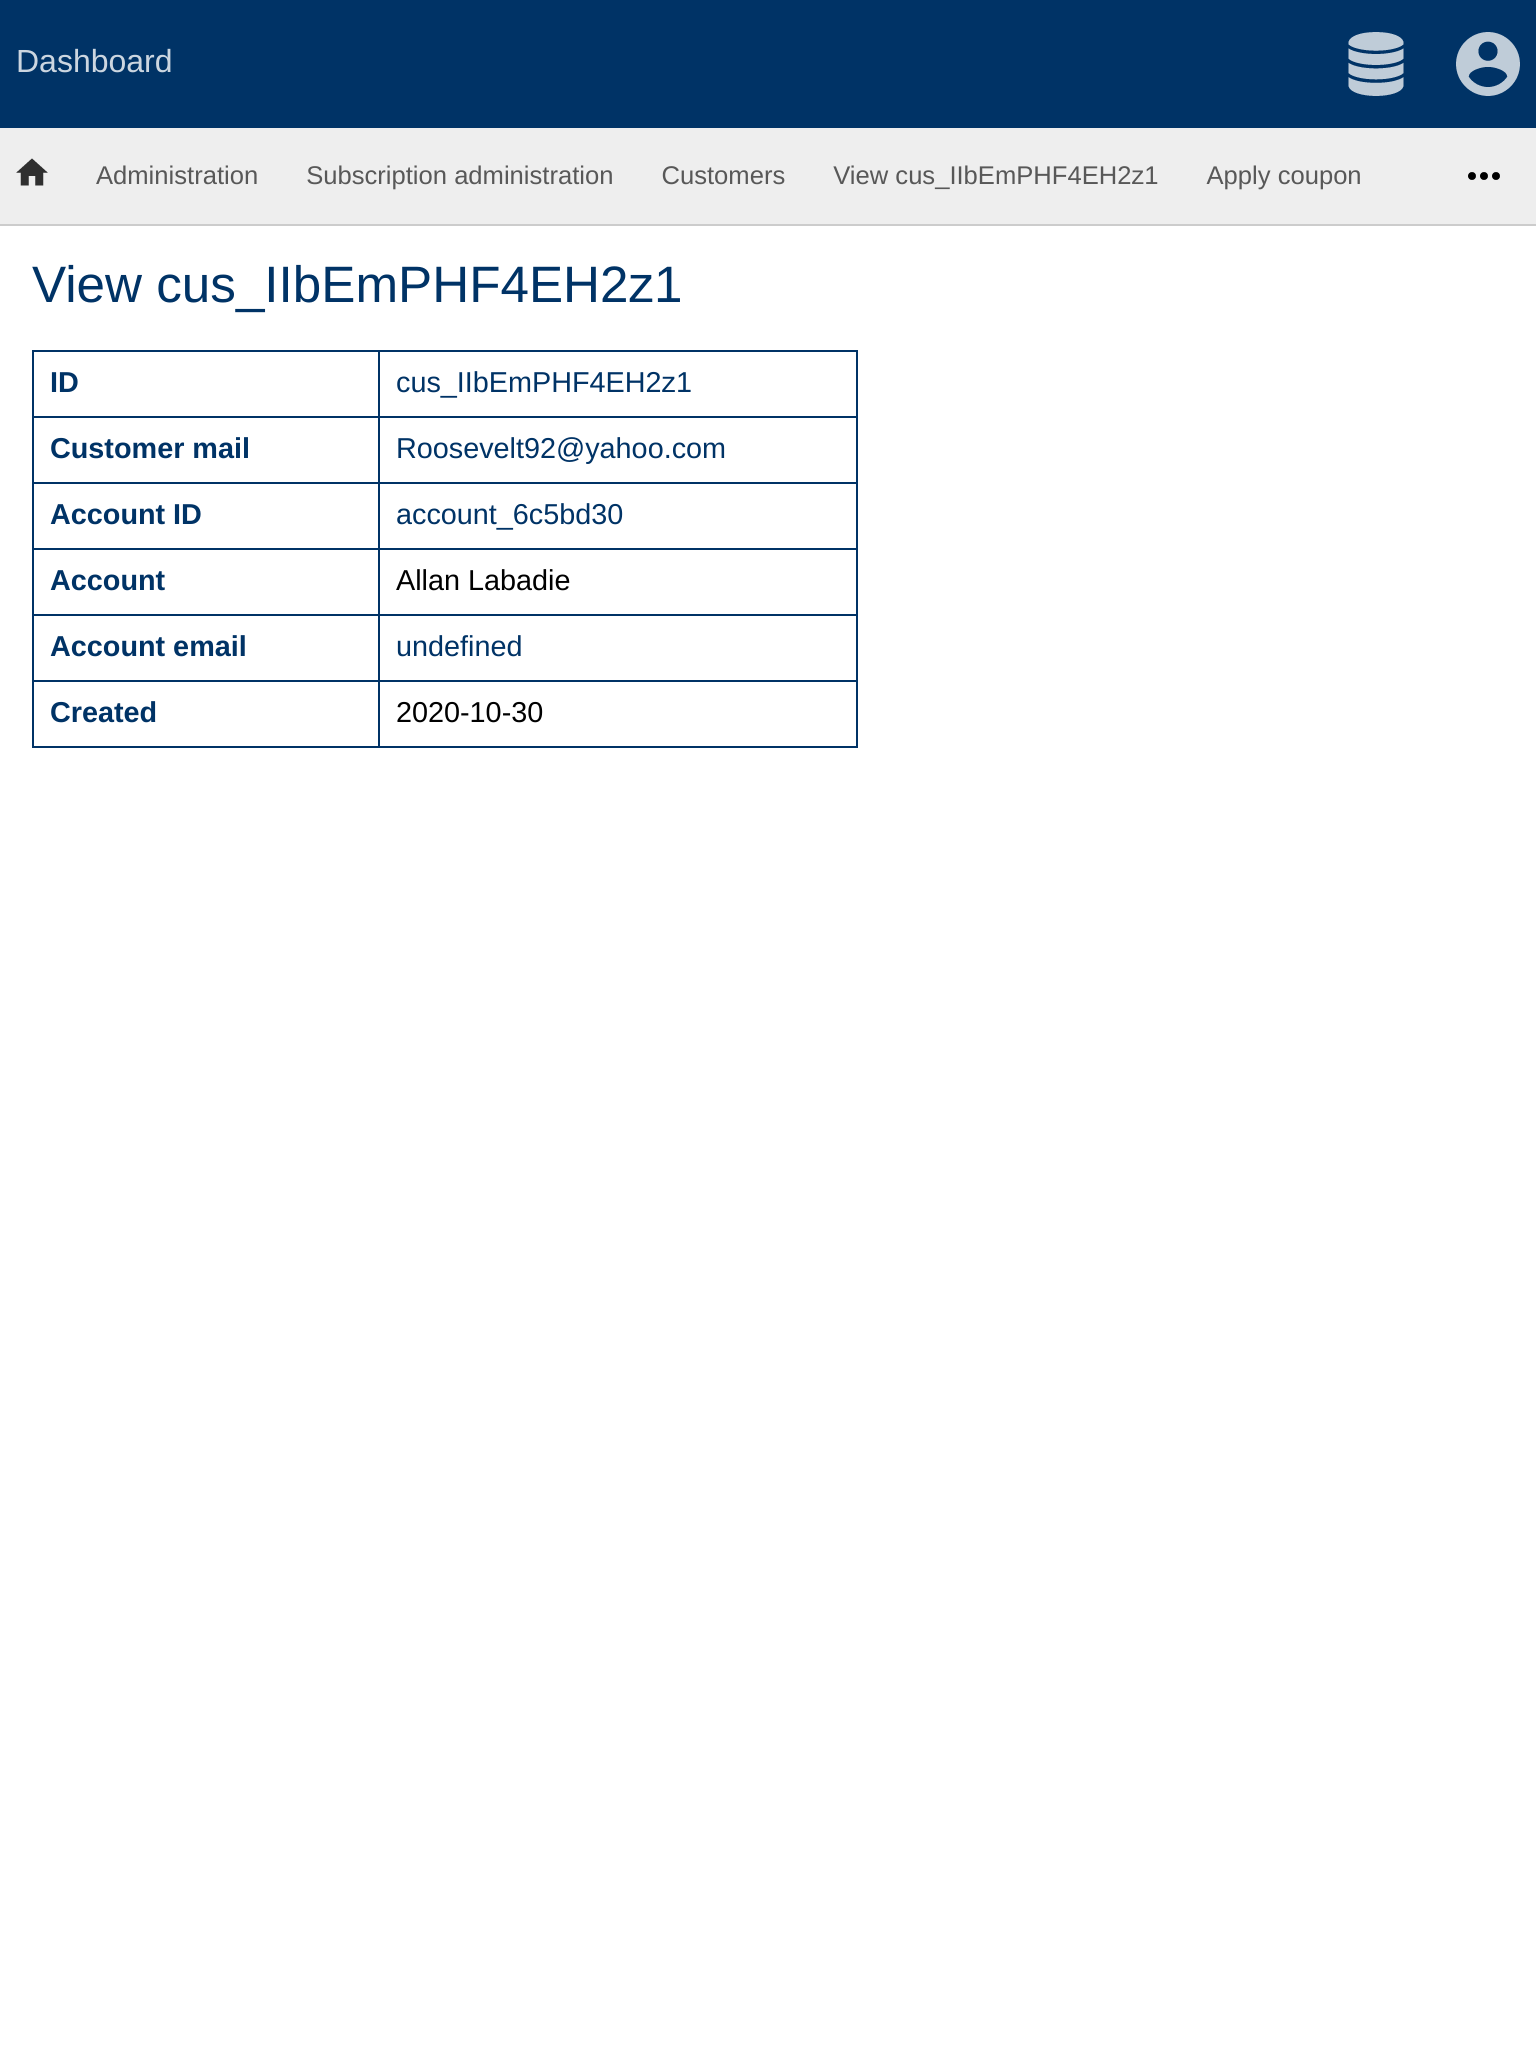 Dashboard
Administration Subscription administration Customers View cus_IIbEmPHF4EH2z1 Apply coupon
View cus_IIbEmPHF4EH2z1
ID cus_IIbEmPHF4EH2z1
Customer mail Roosevelt92@yahoo.com
Account ID account_6c5bd30
Account Allan Labadie
Account email undefined
Created 2020-10-30